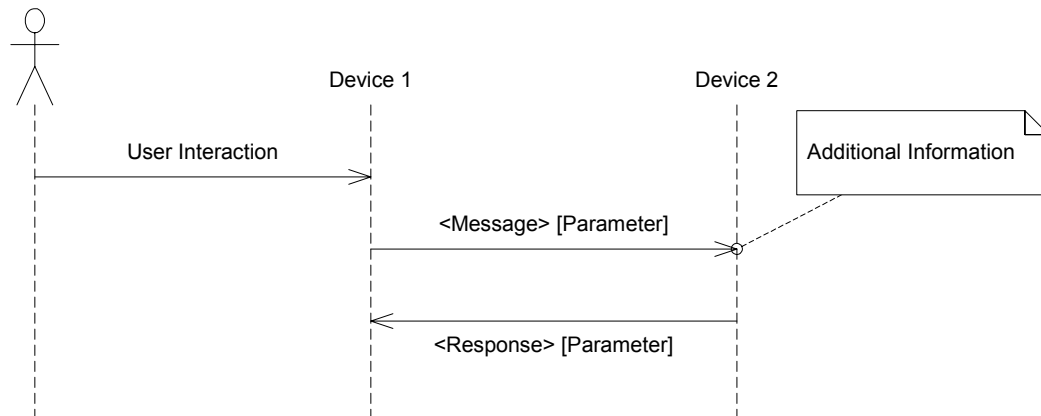 Device 1
Device 2
User Interaction
Additional Information
<Message> [Parameter]
<Response> [Parameter]